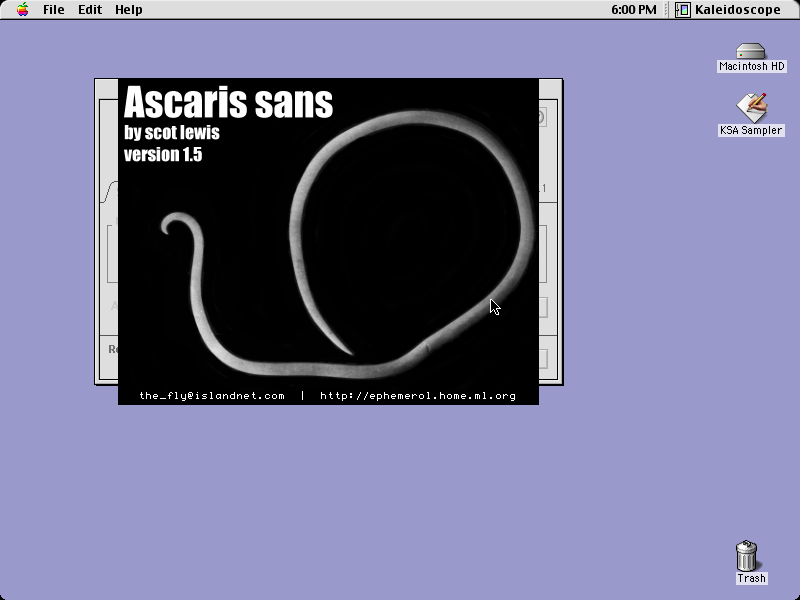 File Edit Help
6:00 PM
Kaleidoscope
Macintosh HD
KSA Sampler
Ascaris sans
by scot lewis
version 1.5
the_fly@islandnet.com | http://ephemerol.home.ml.org
Trash